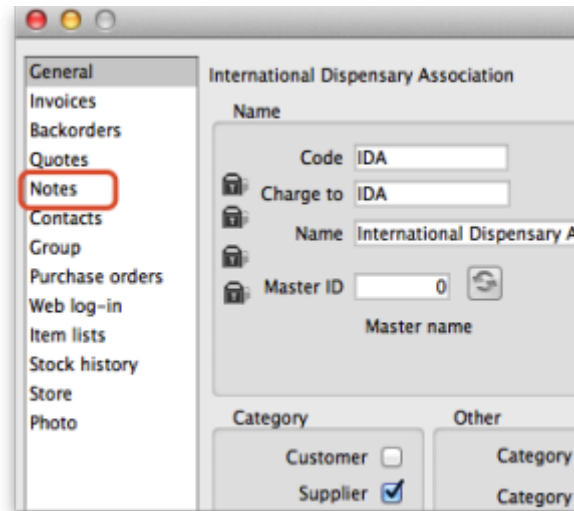 General
Invoices
Backorders
Quotes
Notes
Contacts
Group
Purchase orders
Web log-in
Item lists
Stock history
Store
Photo
International Dispensary Association
Name
Code IDA
Charge to IDA
Name International Dispensary A
Master ID 0
Master name
Category
Customer
Supplier
Other
Category
Category